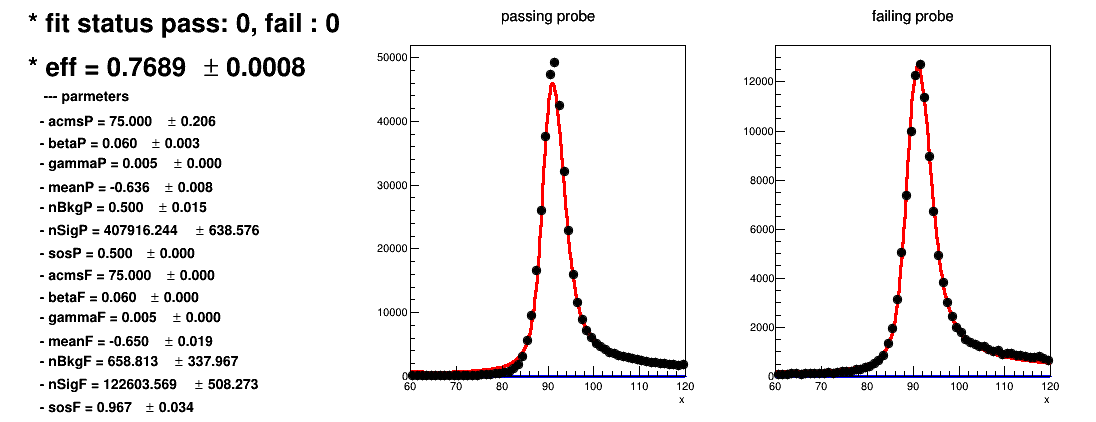 * fit status pass: 0, fail : 0
* eff = 0.7689 ± 0.0008
--- parmeters
- acmsP = 75.000 ± 0.206
- betaP = 0.060 ± 0.003
- gammaP = 0.005 ± 0.000
- meanP = -0.636 ± 0.008
- nBkgP = 0.500 ± 0.015
- nSigP = 407916.244 ± 638.576
- sosP = 0.500 ± 0.000
- acmsF = 75.000 ± 0.000
- betaF = 0.060 ± 0.000
- gammaF = 0.005 ± 0.000
- meanF = -0.650 ± 0.019
- nBkgF = 658.813 ± 337.967
- nSigF = 122603.569 ± 508.273
- sosF = 0.967 ± 0.034
passing probe
50000
40000
30000
20000
10000
0
60 70 80 90 100 110 120
x
failing probe
12000
10000
8000
6000
4000
2000
0
60 70 80 90 100 110 120
x